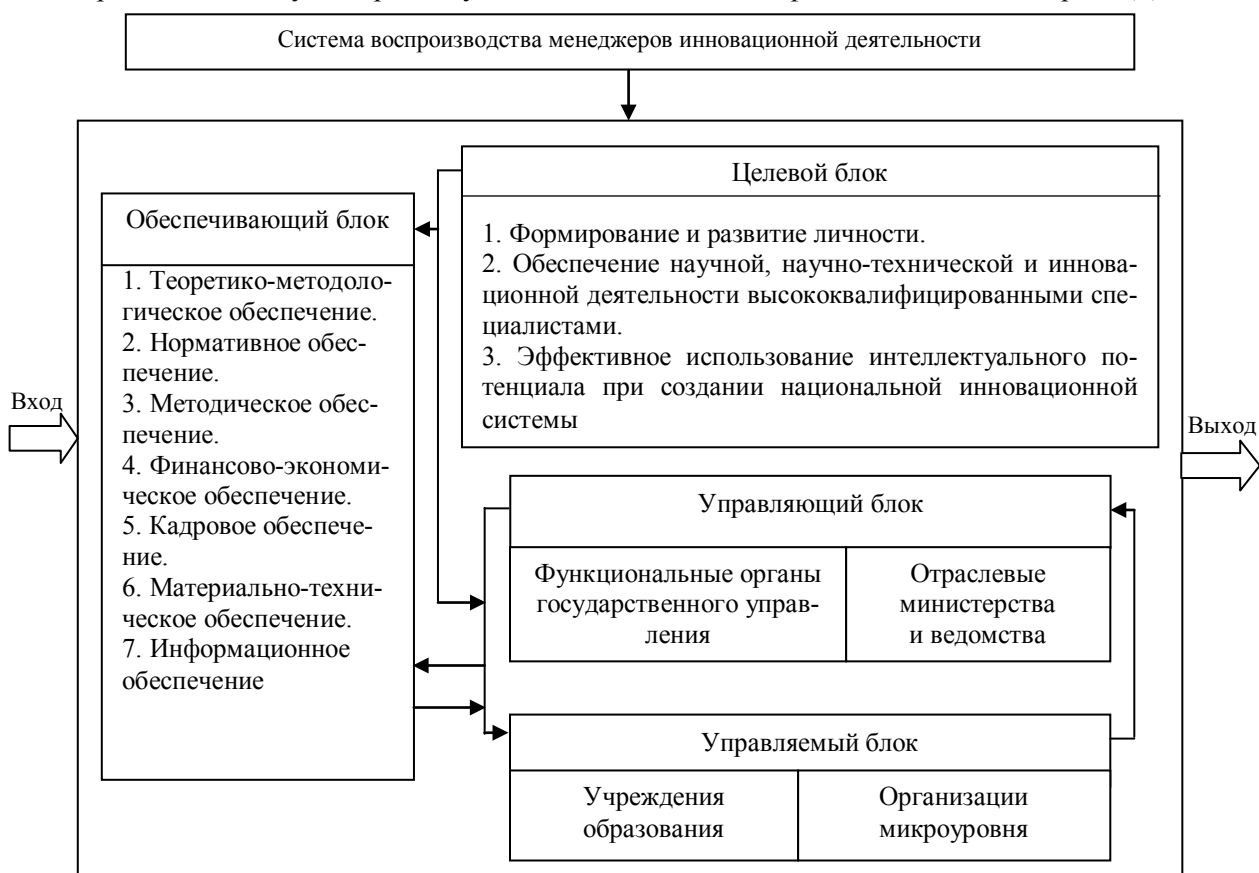 Система воспроизводства менеджеров инновационной деятельности
Целевой блок
1. Формирование и развитие личности.
2. Обеспечение научной, научно-технической и иннова-
ционной деятельности высококвалифицированными спе-
циалистами.
3. Эффективное использование интеллектуального по-
тенциала при создании национальной инновационной
системы
Обеспечивающий блок
1. Теоретико-методоло-
гическое обеспечение.
2. Нормативное обес-
печение.
3. Методическое обес-
печение.
4. Финансово-экономи-
ческое обеспечение.
5. Кадровое обеспече-
ние.
6. Материально-техни-
ческое обеспечение.
7. Информационное
обеспечение
Вход
Выход
Управляющий блок
Функциональные органы
государственного управ-
ления
Отраслевые
министерства
и ведомства
Управляемый блок
Учреждения
образования
Организации
микроуровня